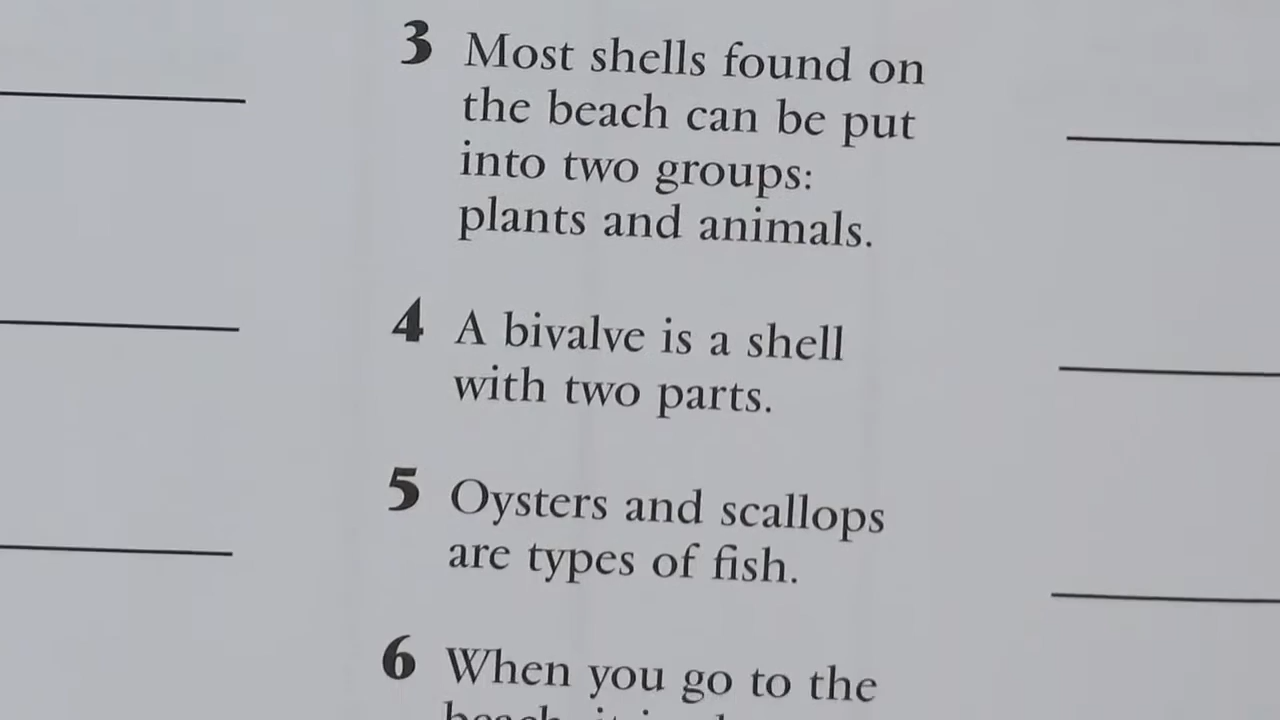 3 Most shells found on
the beach can be put
into two groups:
plants and animals.
4 A bivalve is a shell
with two parts.
5 Oysters and scallops
are types of fish.
6 When you go to the